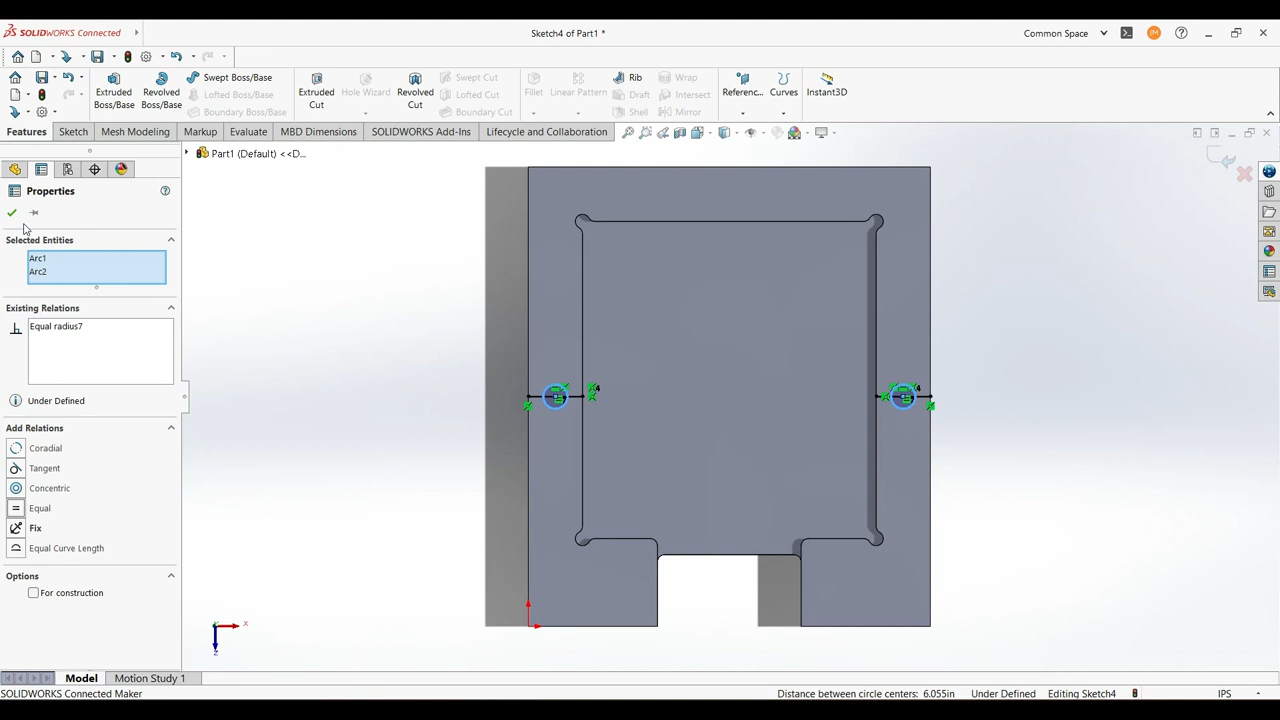 SOLIDWORKS Connected
Sketch4 of Part1 *
Common Space
Extruded Boss/Base
Revolved Boss/Base
Swept Boss/Base
Lofted Boss/Base
Boundary Boss/Base
Extruded Cut
Hole Wizard
Revolved Cut
Swept Cut
Lofted Cut
Boundary Cut
Fillet
Linear Pattern
Rib
Draft
Shell
Wrap
Intersect
Mirror
Referenc...
Curves
Instant3D
Features Sketch Mesh Modeling Markup Evaluate MBD Dimensions SOLIDWORKS Add-Ins Lifecycle and Collaboration
Part1 (Default) <<D...
Properties
Selected Entities
Arc1
Arc2
Existing Relations
Equal radius7
Under Defined
Add Relations
Coradial
Tangent
Concentric
Equal
Fix
Equal Curve Length
Options
For construction
4
4
x
z
Model Motion Study 1
SOLIDWORKS Connected Maker
Distance between circle centers: 6.055in Under Defined Editing Sketch4 IPS